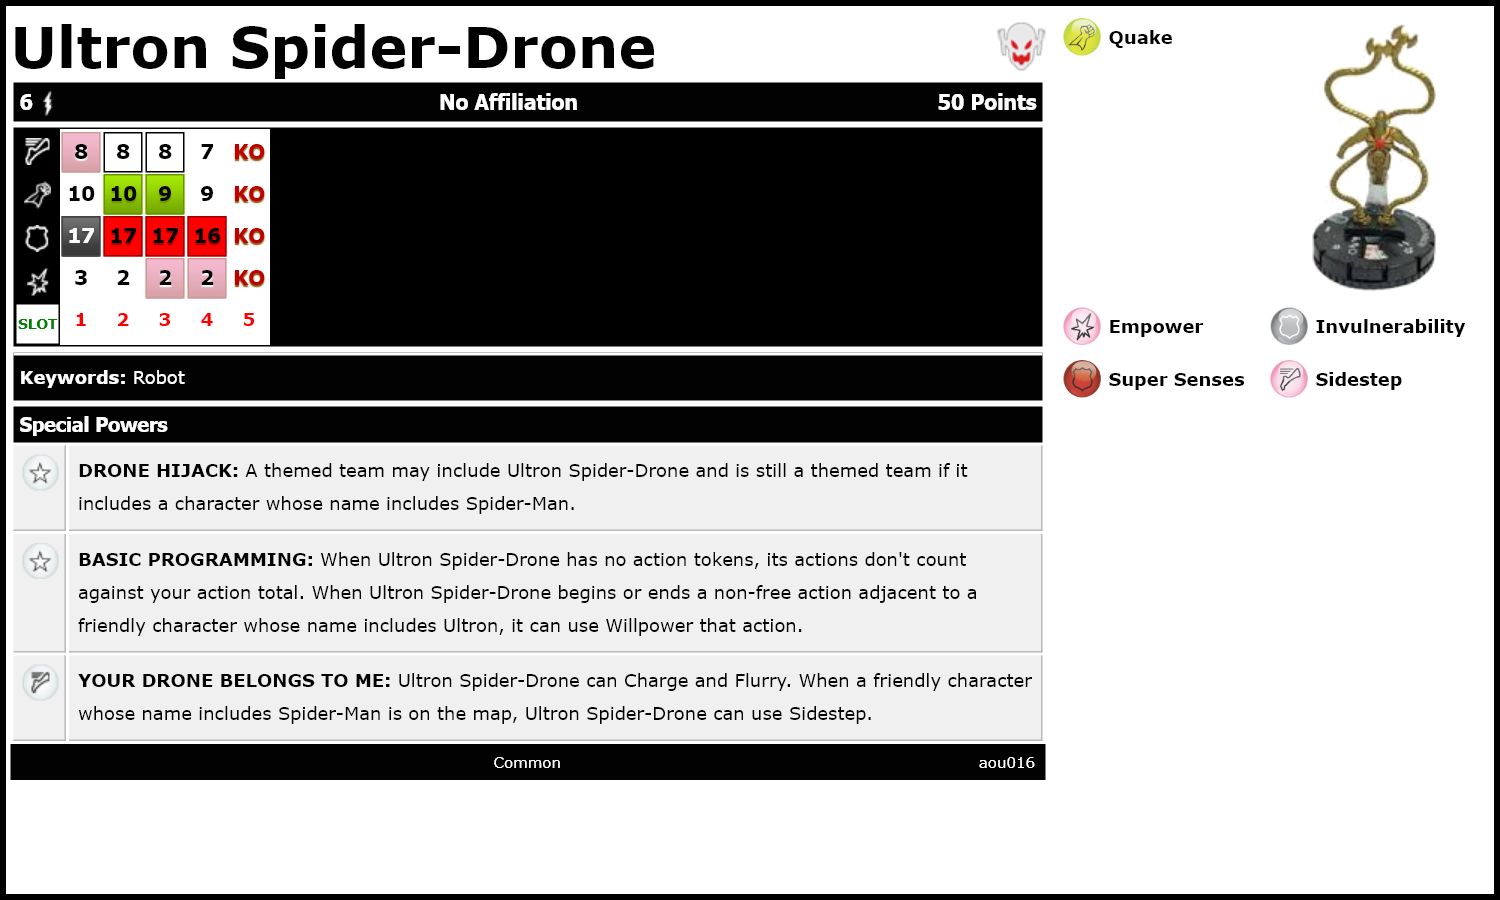 Ultron Spider-Drone
6 No Affiliation 50 Points
8 8 8 7 KO
10 10 9 9 KO
17 17 17 16 KO
3 2 2 2 KO
SLOT 1 2 3 4 5
Keywords: Robot
Special Powers
DRONE HIJACK: A themed team may include Ultron Spider-Drone and is still a themed team if it
includes a character whose name includes Spider-Man.
BASIC PROGRAMMING: When Ultron Spider-Drone has no action tokens, its actions don't count
against your action total. When Ultron Spider-Drone begins or ends a non-free action adjacent to a
friendly character whose name includes Ultron, it can use Willpower that action.
YOUR DRONE BELONGS TO ME: Ultron Spider-Drone can Charge and Flurry. When a friendly character
whose name includes Spider-Man is on the map, Ultron Spider-Drone can use Sidestep.
Common aou016
Quake
Empower Invulnerability
Super Senses Sidestep